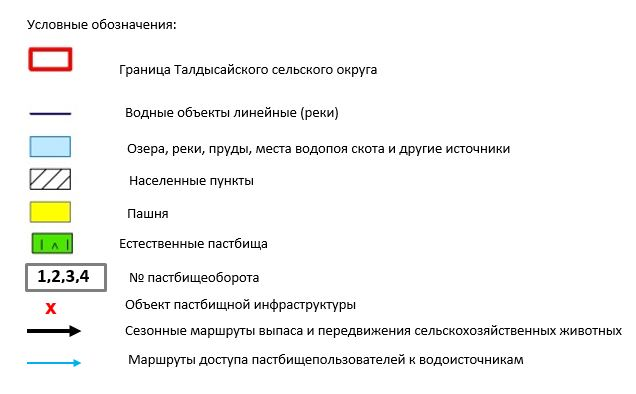 Условные обозначения:
Граница Талдысайского сельского округа
Водные объекты линейные (реки)
Озера, реки, пруды, места водопоя скота и другие источники
Населенные пункты
Пашня
Естественные пастбища
1,2,3,4 № пастбищеоборота
x Объект пастбищной инфраструктуры
Сезонные маршруты выпаса и передвижения сельскохозяйственных животных
Маршруты доступа пастбищепользователей к водоисточникам